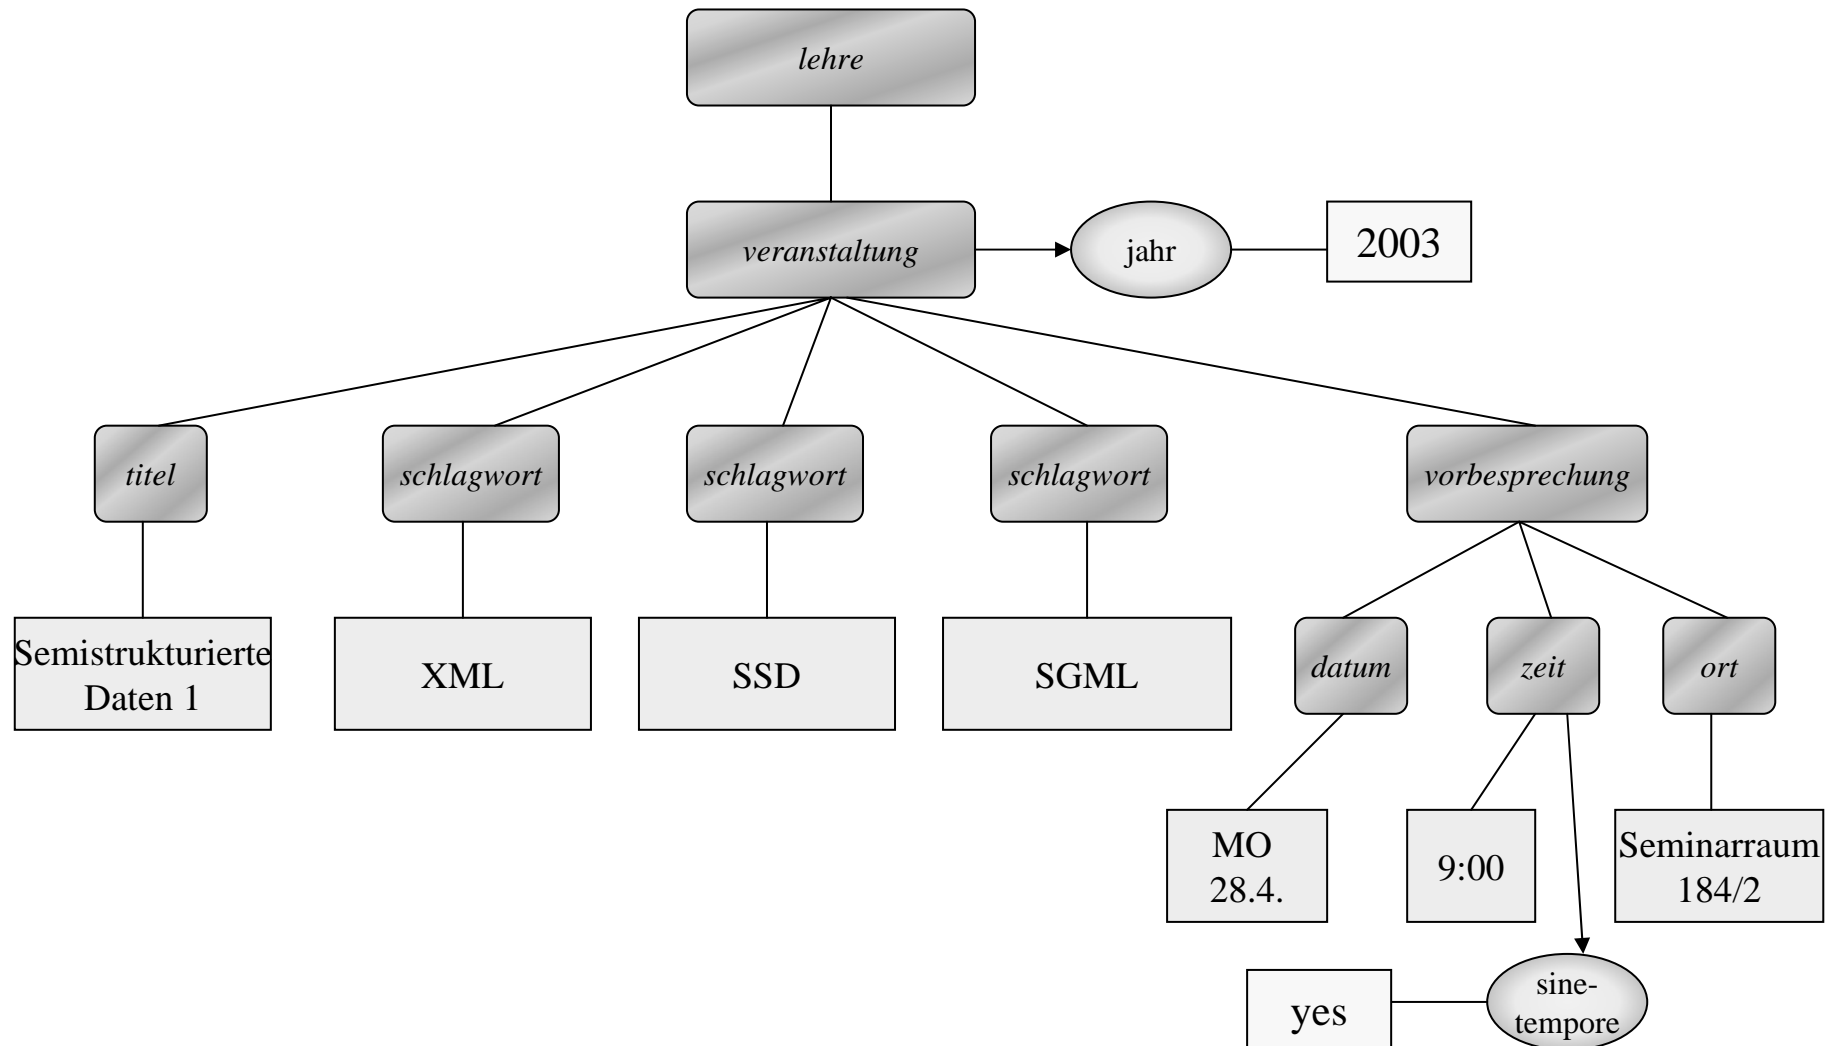 lehre
veranstaltung
jahr
2003
titel
schlagwort
schlagwort
schlagwort
vorbesprechung
Semistrukturierte
Daten 1
XML
SSD
SGML
datum
zeit
ort
MO
28.4.
9:00
Seminarraum
184/2
yes
sine-
tempore